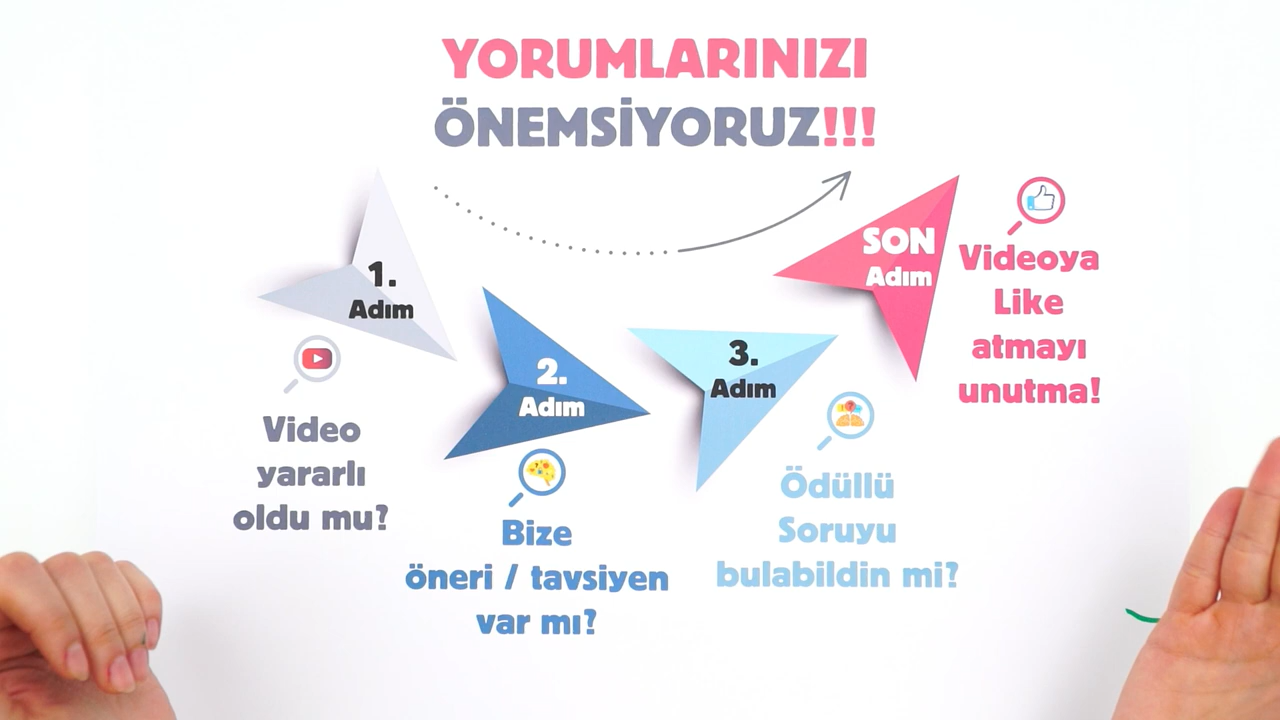 YORUMLARINIZI
ÖNEMSİYORUZ!!!
1.
Adım
Video
yararlı
oldu mu?
2.
Adım
Bize
öneri / tavsiyen
var mı?
3.
Adım
Ödüllü
Soruyu
bulabildin mi?
SON
Adım
Videoya
Like
atmayı
unutma!